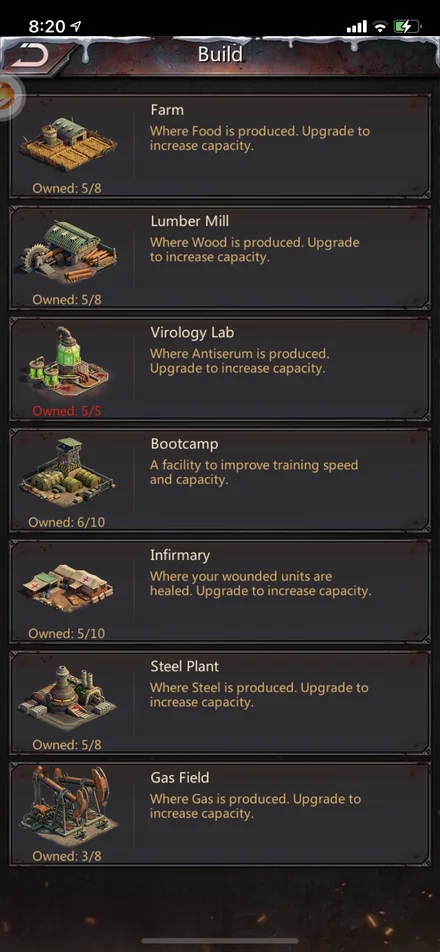 8:20
Build
Farm
Where Food is produced. Upgrade to
increase capacity.
Owned: 5/8
Lumber Mill
Where Wood is produced. Upgrade
to increase capacity.
Owned: 5/8
Virology Lab
Where Antiserum is produced.
Upgrade to increase capacity.
Owned: 5/5
Bootcamp
A facility to improve training speed
and capacity.
Owned: 6/10
Infirmary
Where your wounded units are
healed. Upgrade to increase capacity.
Owned: 5/10
Steel Plant
Where Steel is produced. Upgrade to
increase capacity.
Owned: 5/8
Gas Field
Where Gas is produced. Upgrade to
increase capacity.
Owned: 3/8